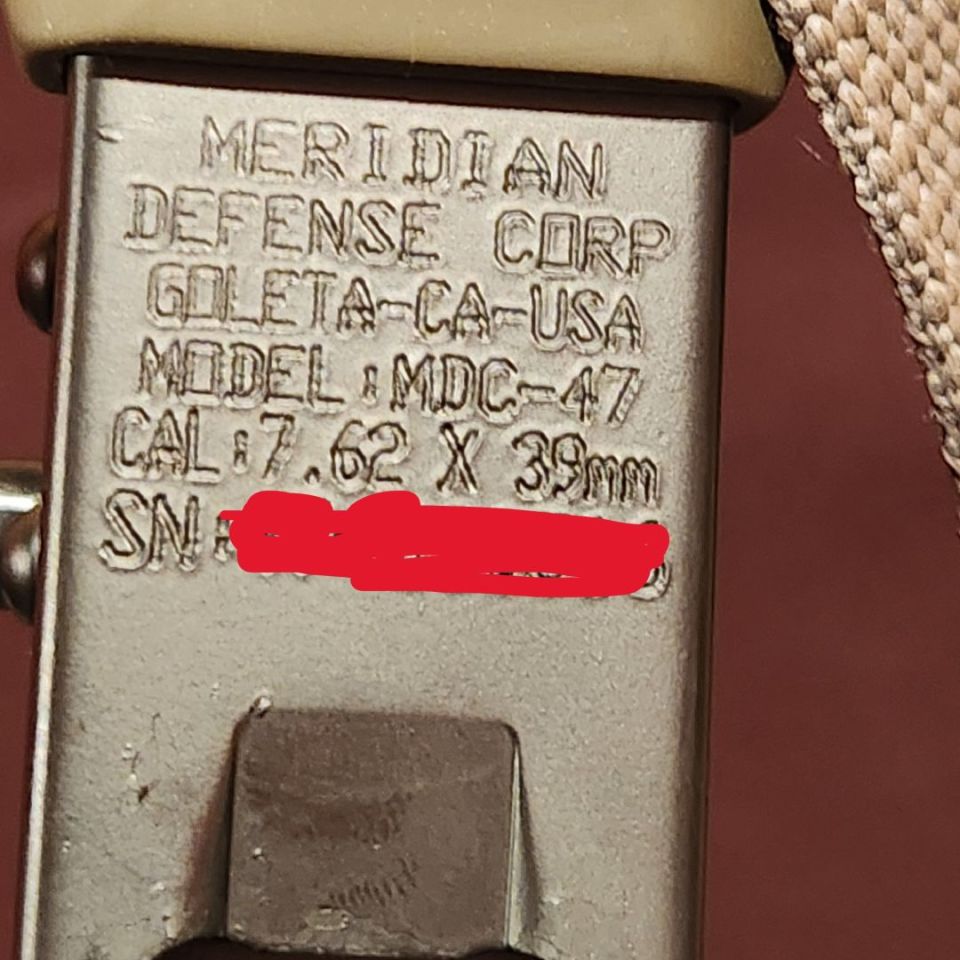 MERIDIAN
DEFENSE CORP
GOLETA-CA-USA
MODEL:MDC-47
CAL:7.62 X 39mm
SN